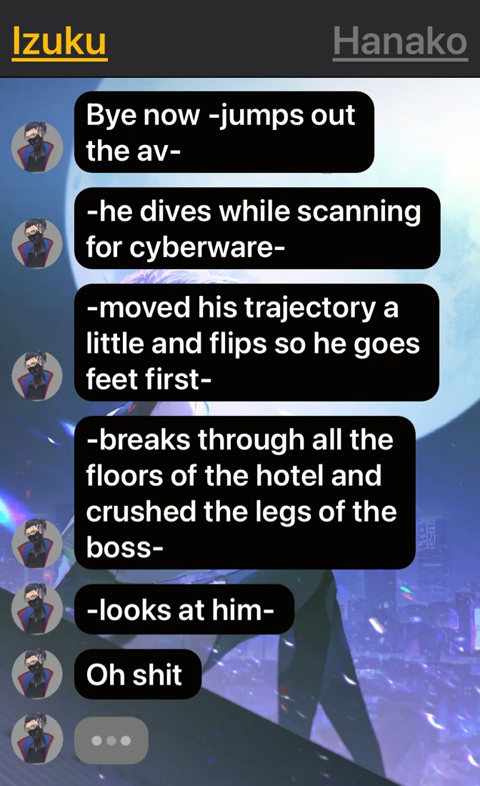 Izuku
Hanako
Bye now -jumps out
the av-
-he dives while scanning
for cyberware-
-moved his trajectory a
little and flips so he goes
feet first-
-breaks through all the
floors of the hotel and
crushed the legs of the
boss-
-looks at him-
Oh shit